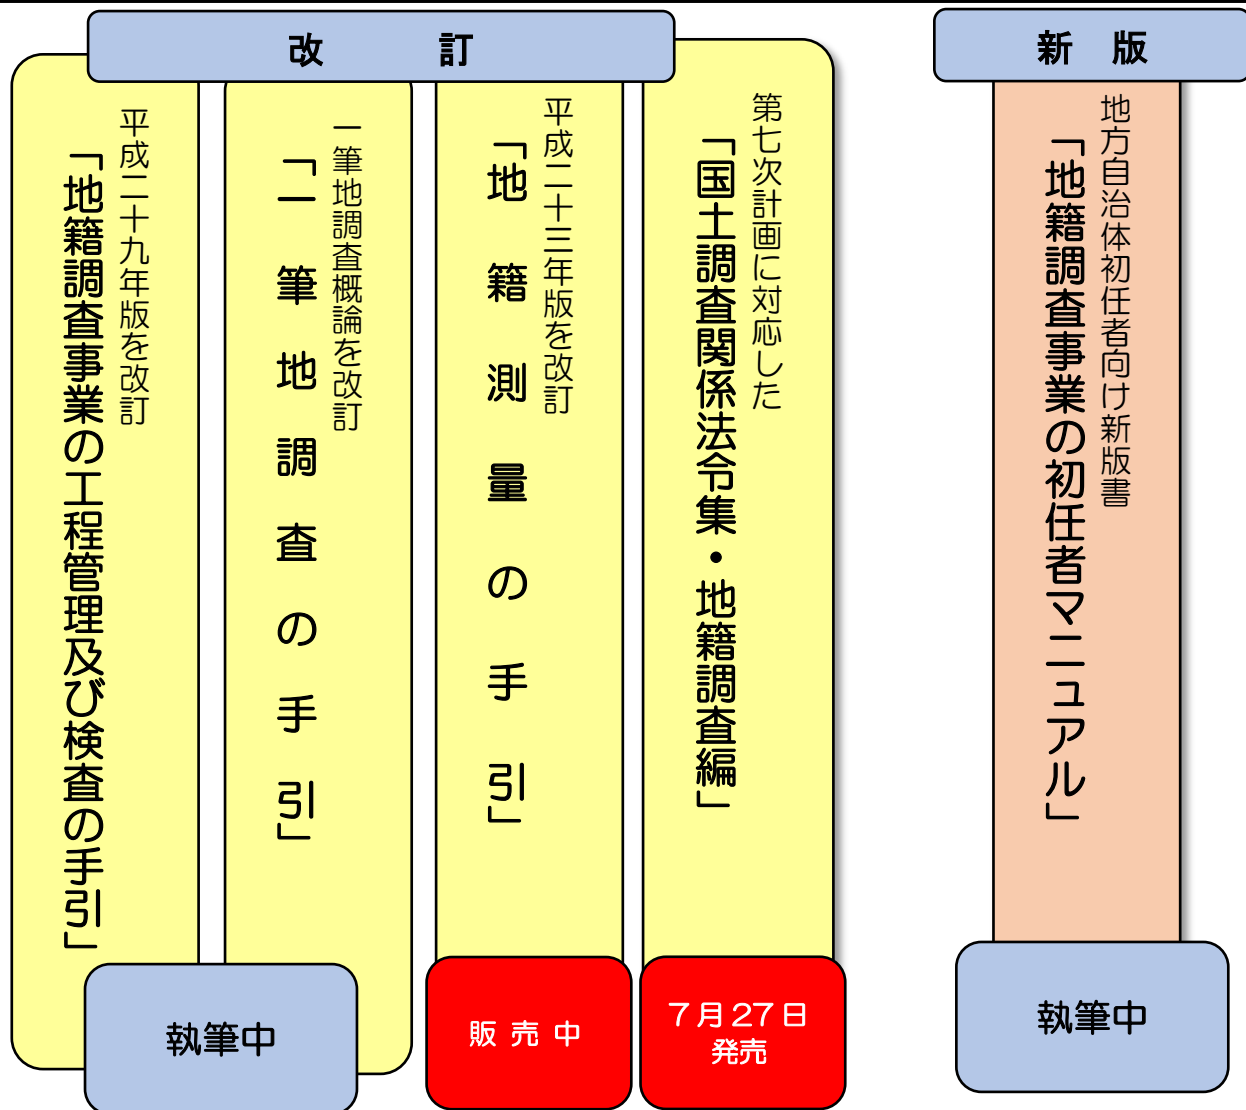 新　版
地方自治体初任者向け新版書
「地籍調査事業の初任者マニュアル」
執筆中
改　　　訂
第七次計画に対応した
「国土調査関係法令集・地籍調査編」
7月27日
発売
平成二十三年版を改訂
「地 籍 測 量 の 手 引」
販 売 中
一筆地調査概論を改訂
「一 筆 地 調 査 の 手 引」
平成二十九年版を改訂
「地籍調査事業の工程管理及び検査の手引」
執筆中